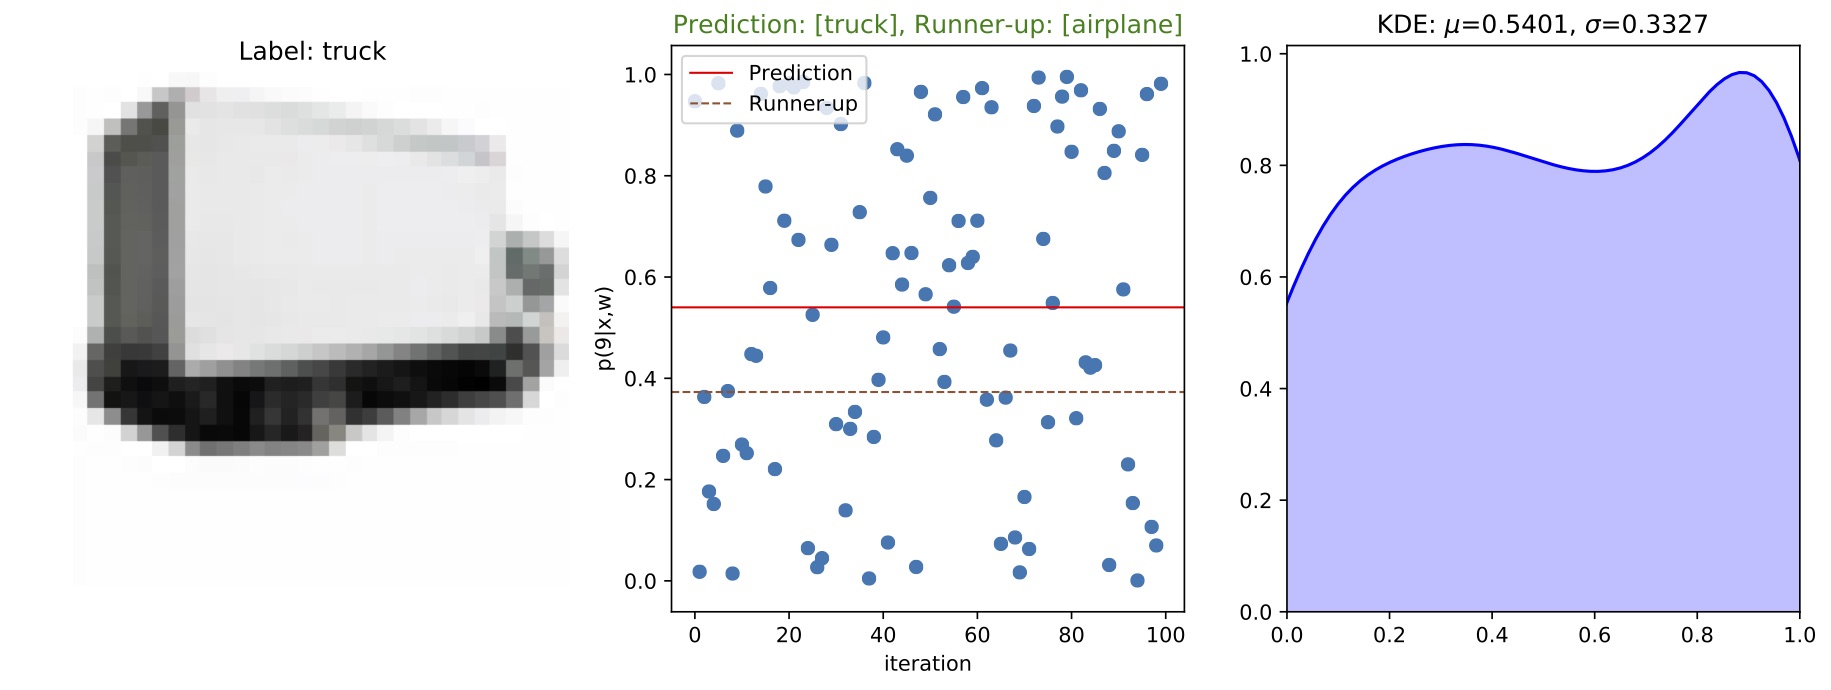 Label: truck
Prediction: [truck], Runner-up: [airplane]
Prediction
Runner-up
1.0
0.8
0.6
0.4
0.2
0.0
p(9|x,w)
0 20 40 60 80 100
iteration
KDE: μ=0.5401, σ=0.3327
1.0
0.8
0.6
0.4
0.2
0.0
0.0 0.2 0.4 0.6 0.8 1.0